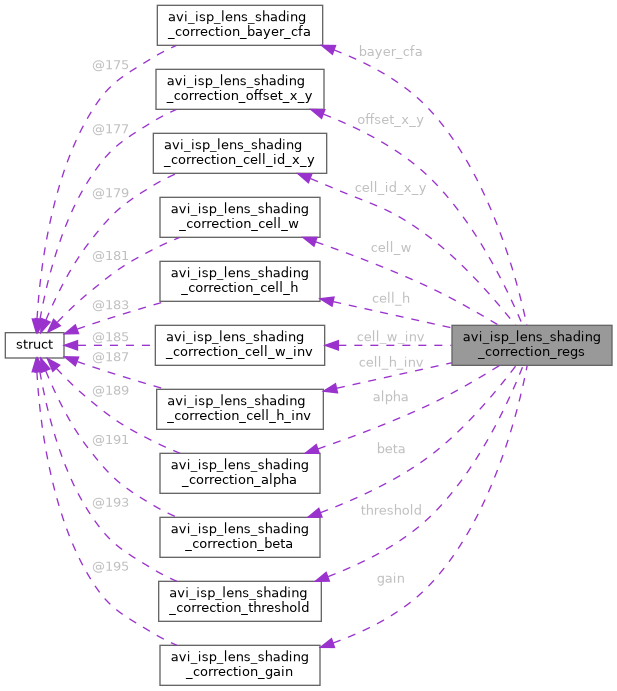 avi_isp_lens_shading
_correction_bayer_cfa
bayer_cfa
@175
avi_isp_lens_shading
_correction_offset_x_y
offset_x_y
@177
avi_isp_lens_shading
_correction_cell_id_x_y
cell_id_x_y
@179
avi_isp_lens_shading
_correction_cell_w
cell_w
@181
avi_isp_lens_shading
_correction_cell_h
cell_h
@183
struct
@185
avi_isp_lens_shading
_correction_cell_w_inv
cell_w_inv
avi_isp_lens_shading
_correction_regs
@187
cell_h_inv
avi_isp_lens_shading
_correction_cell_h_inv
@189
alpha
avi_isp_lens_shading
_correction_alpha
@191
beta
avi_isp_lens_shading
_correction_beta
@193
threshold
avi_isp_lens_shading
_correction_threshold
@195
gain
avi_isp_lens_shading
_correction_gain